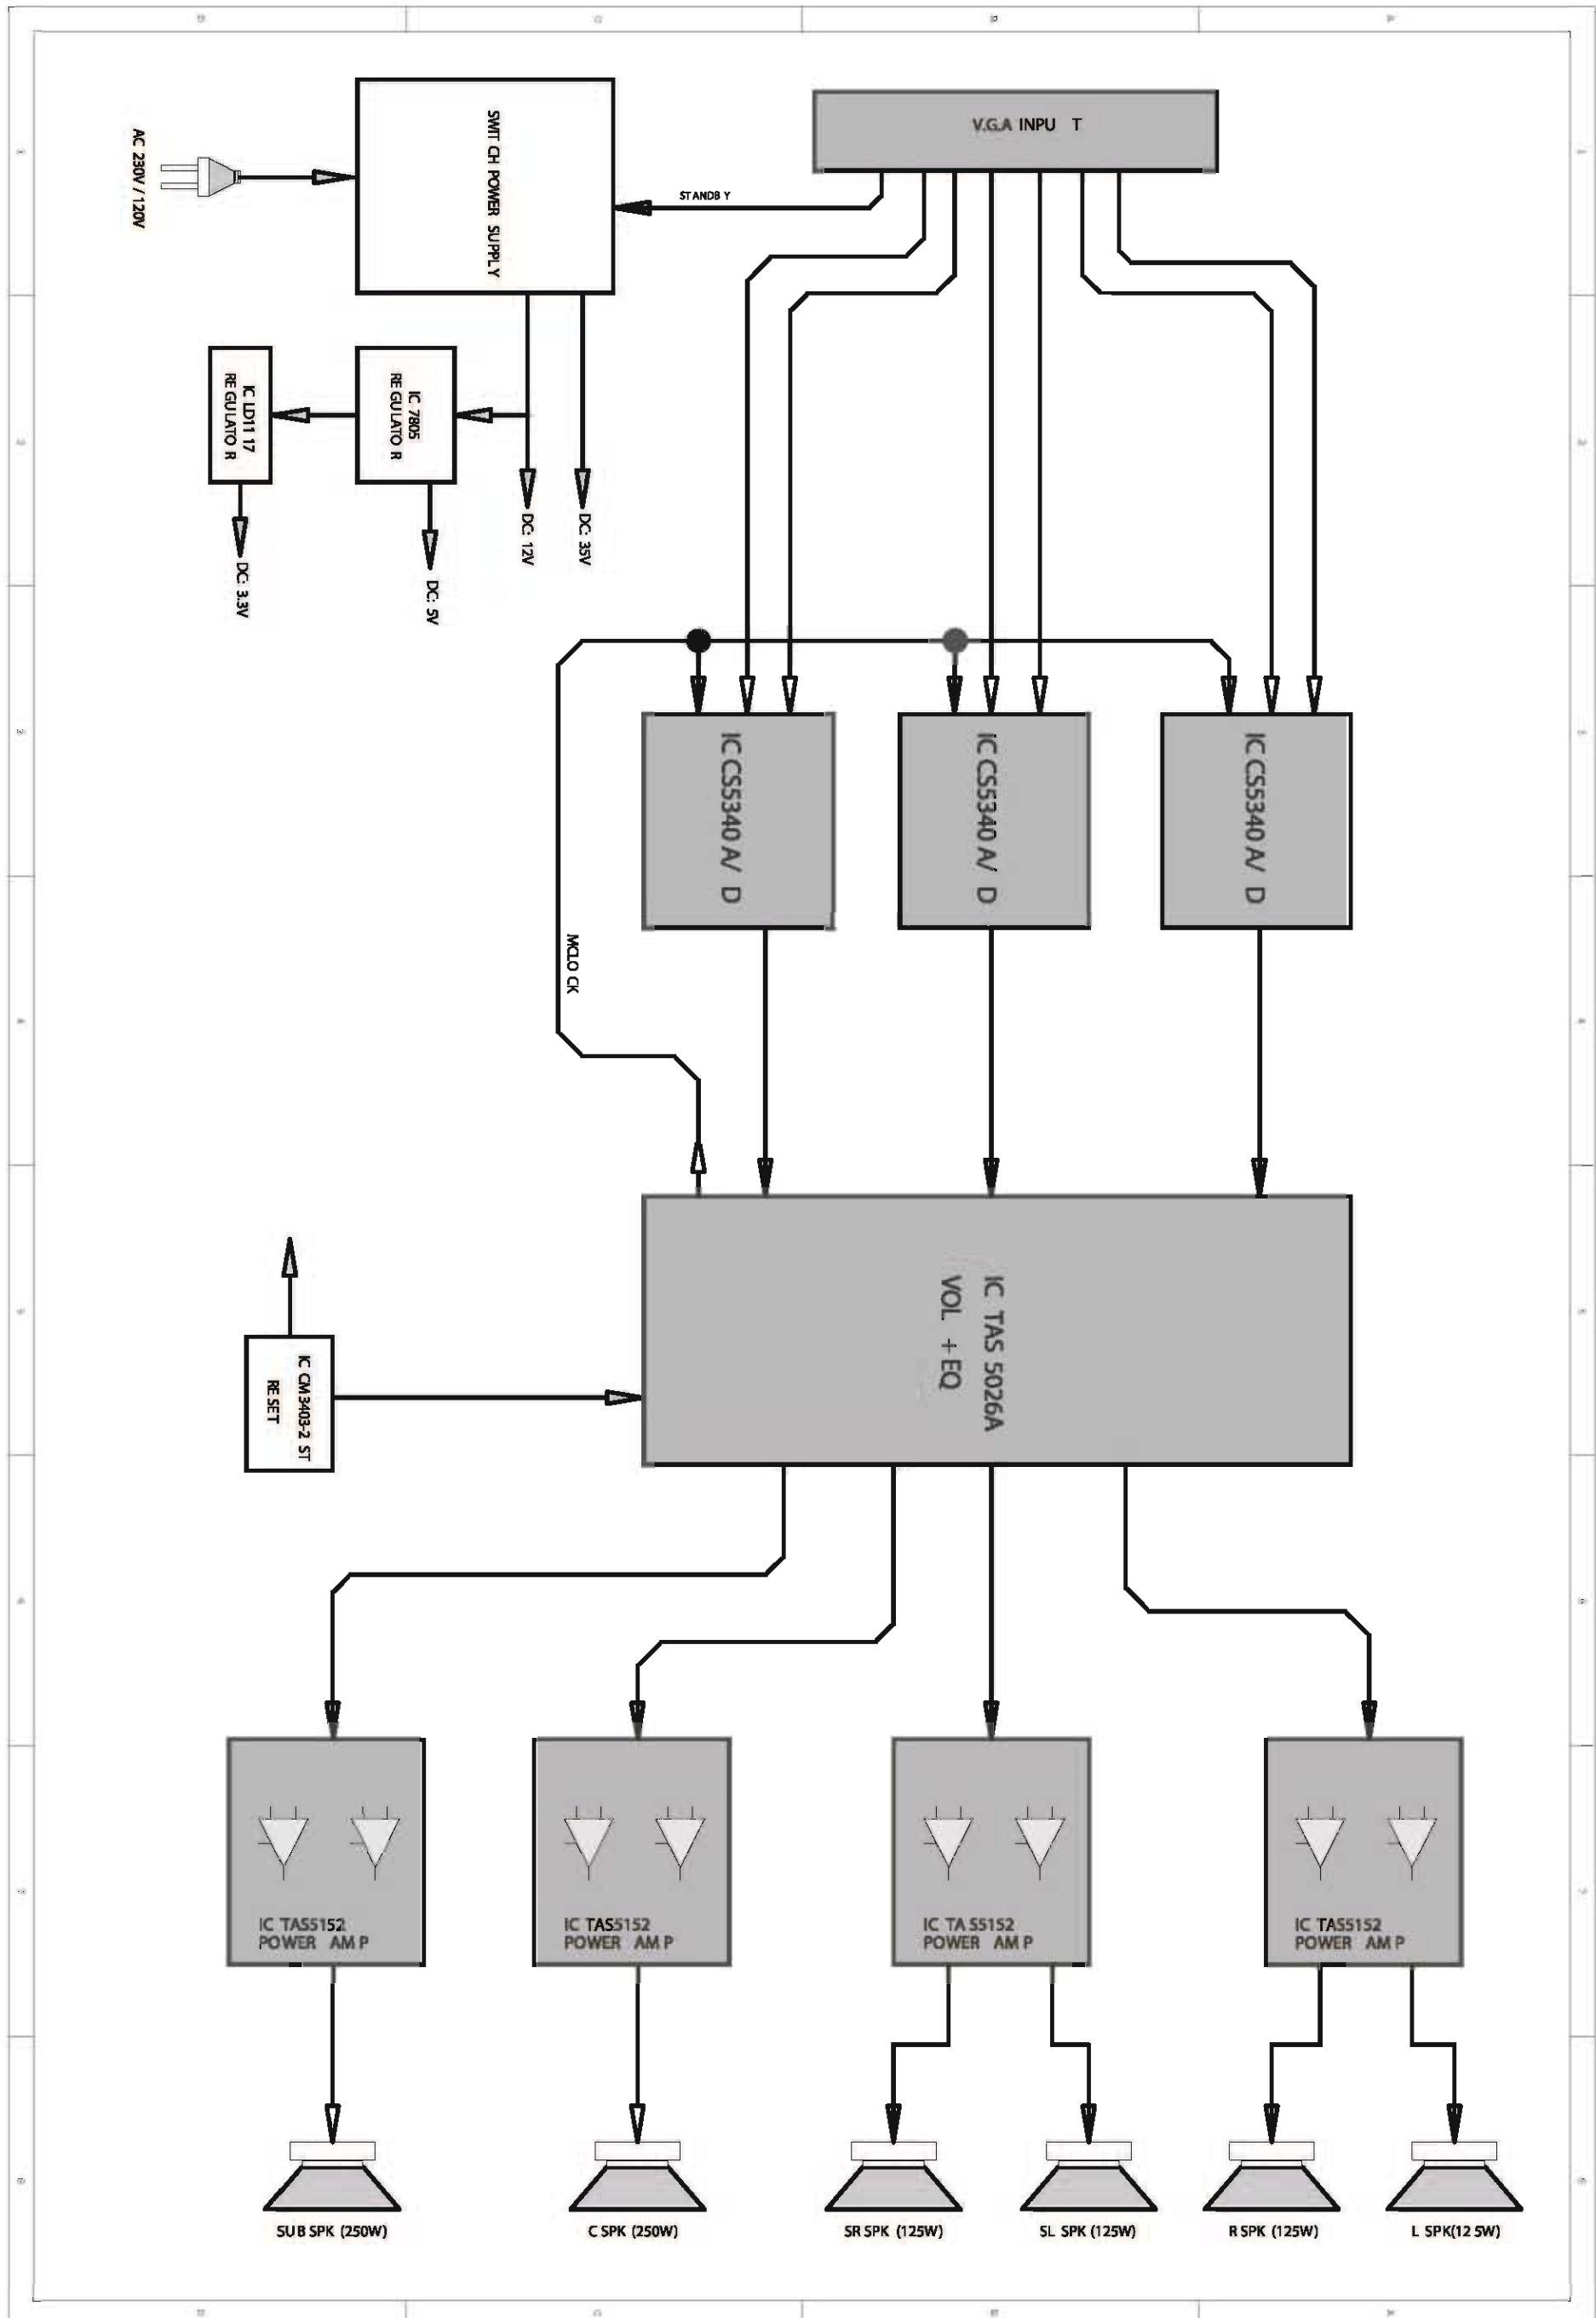 V.G.A INPU T
SWIT CH POWER SUPPLY
AC 230V / 120V
STANDB Y
IC LD11 17
RE GULATO R
IC 7805
RE GULATO R
DC: 12V
DC: 35V
DC: 3.3V
DC: 5V
IC CS5340 A/ D
IC CS5340 A/ D
IC CS5340 A/ D
MCLO CK
IC TAS 5026A
VOL + EQ
IC CM3403-2 ST
RE SET
IC TAS5152
POWER AM P
IC TAS5152
POWER AM P
IC TA S5152
POWER AM P
IC TAS5152
POWER AM P
SUB SPK (250W)
C SPK (250W)
SR SPK (125W)
SL SPK (125W)
R SPK (125W)
L SPK(12 5W)